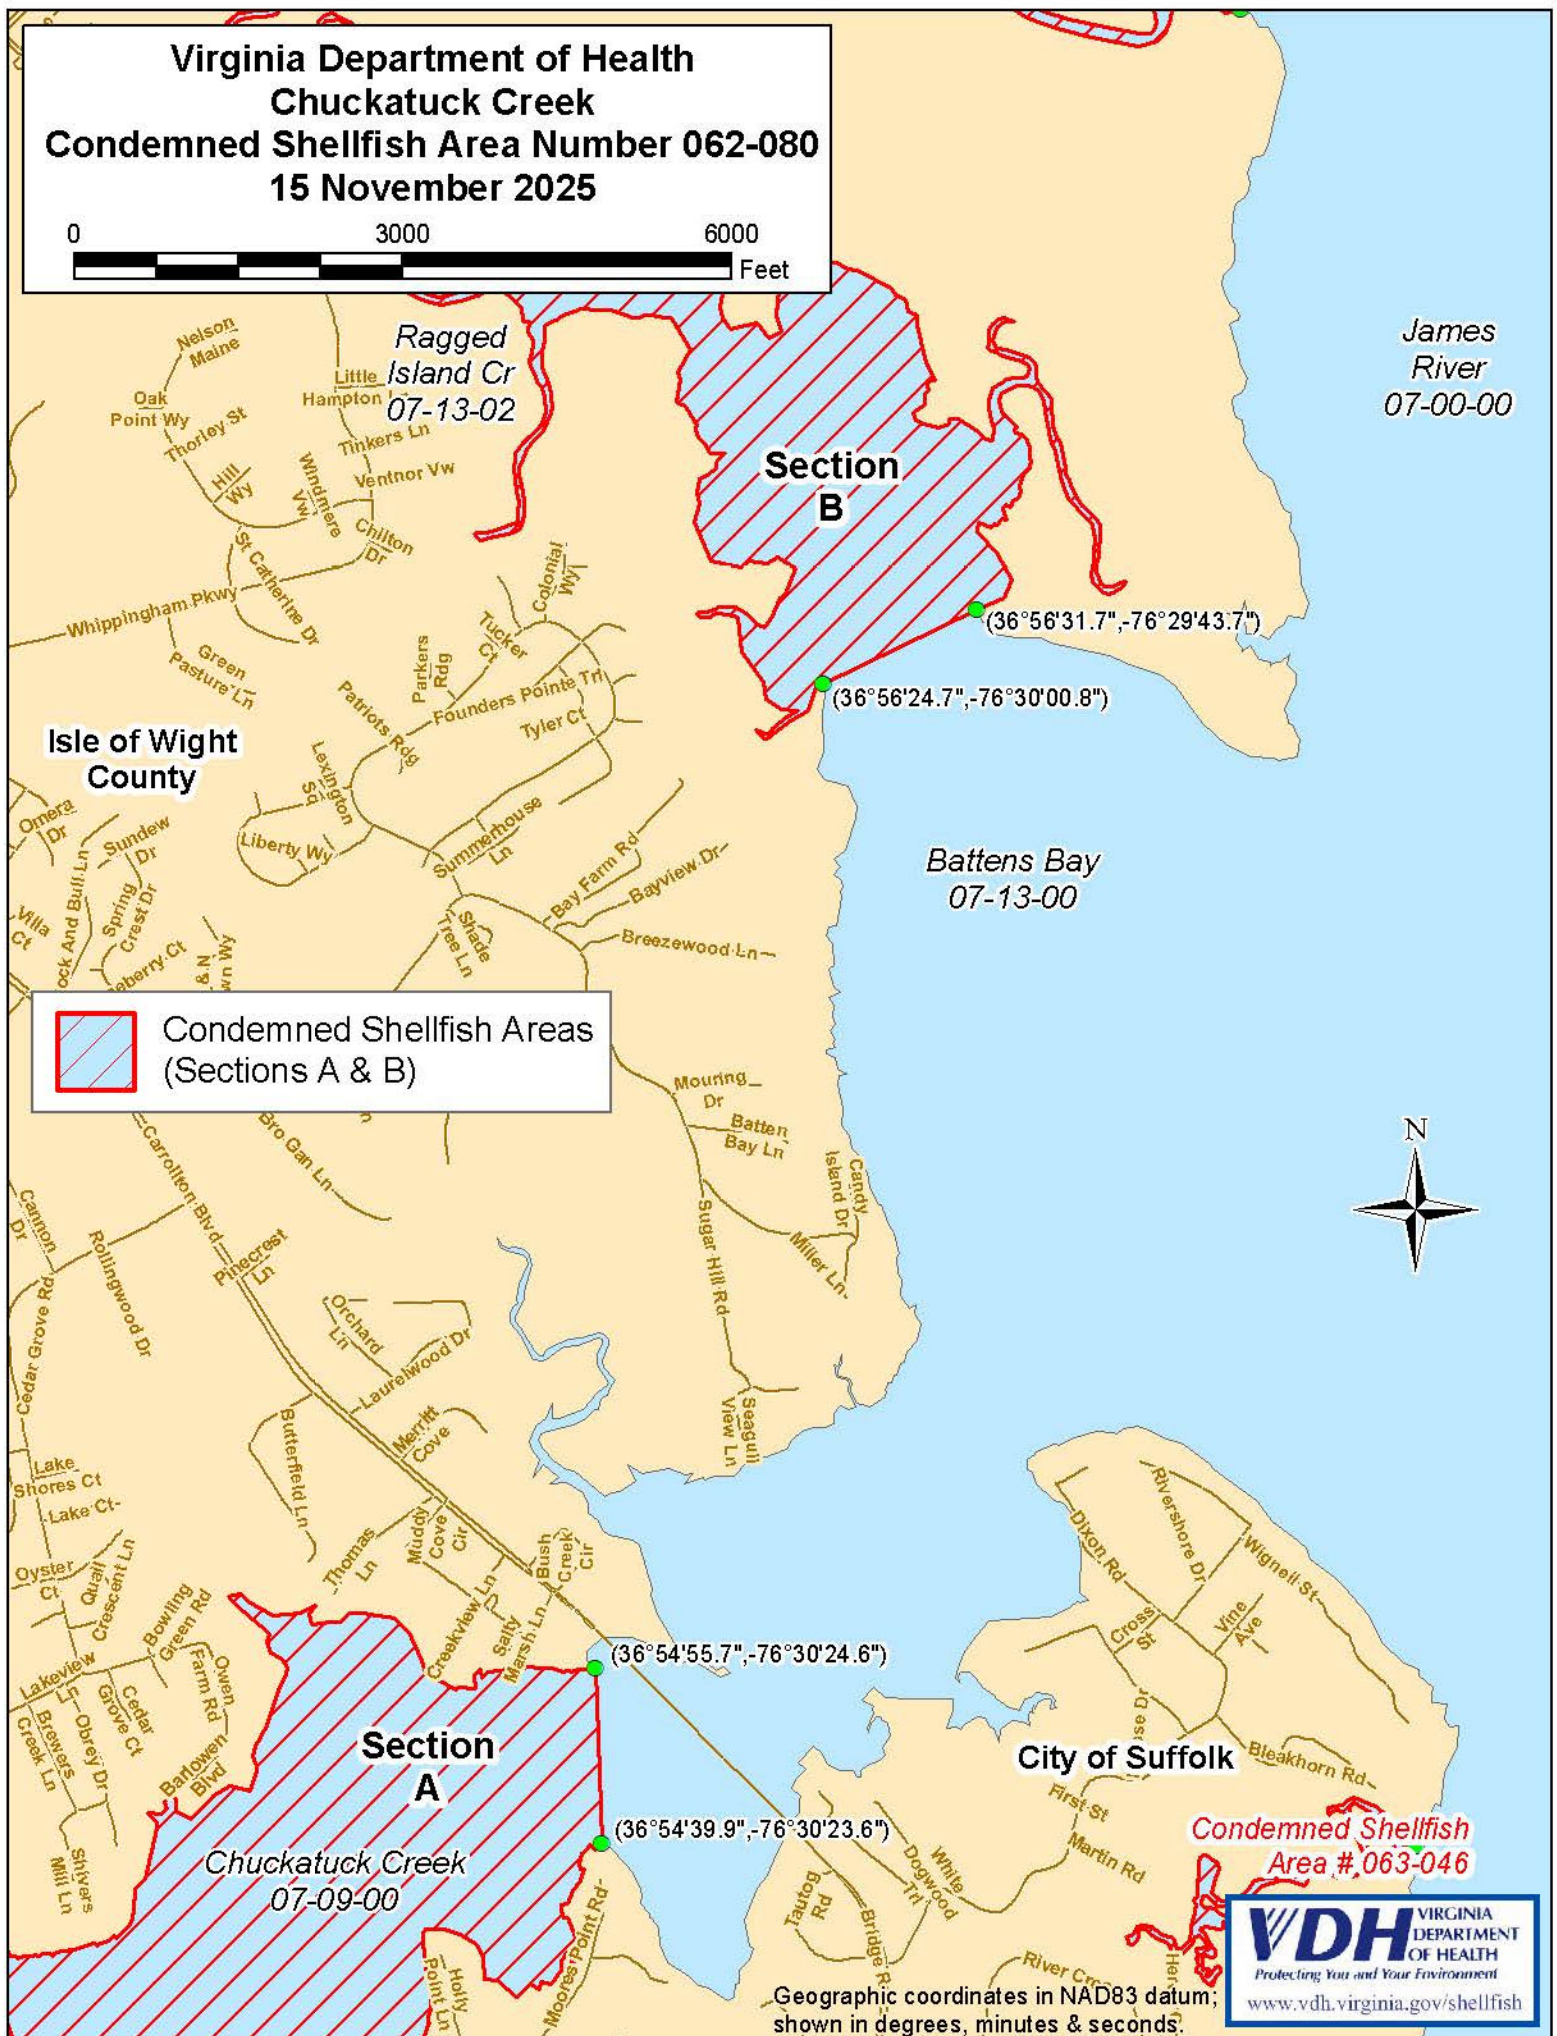 Virginia Department of Health
Chuckatuck Creek
Condemned Shellfish Area Number 062-080
15 November 2025
0 3000 6000
Feet
Ragged
Island Cr
07-13-02
James
River
07-00-00
Section
B
Nelson
Maine
Oak
Point Wy
Little
Hampton
Thorley St
Tinkers Ln
Ventnor Vw
Hill
Wy
Windmere
Vw
Chilton
Dr
St Catherine Dr
Whippingham Pkwy
Green
Pasture Ln
Colonial
Wy
Tucker
Ct
Parkers
Rdg
Founders Pointe Trl
Patriots Rdg
Tyler Ct
(36°56'31.7",-76°29'43.7")
(36°56'24.7",-76°30'00.8")
Isle of Wight
County
Lexington
Sq
Liberty Wy
Summerhouse
Ln
Omera
Dr
Sundew
Dr
Spring
Crest Dr
ock And Bull Ln
Villa
Ct
eberry Ct
& N
wn Wy
Shade
Tree Ln
Bay Farm Rd
Bayview Dr
Breezewood Ln
Battens Bay
07-13-00
Condemned Shellfish Areas
(Sections A & B)
Mouring
Dr
Batten
Bay Ln
Candy
Island Dr
Miller Ln
Sugar Hill Rd
Seagull
View Ln
N
Bro Gan Ln
Carrollton Blvd
Cannon
Dr
Rollingwood Dr
Pinecrest
Ln
Cedar Grove Rd
Orchard
Ln
Laurelwood Dr
Merritt
Cove
Butterfield Ln
Lake
Shores Ct
Lake Ct
Oyster
Ct
Quail
Crescent Ln
Thomas
Ln
Muddy
Cove
Cir
Bush
Creek
Cir
Bowling
Green Rd
Creekview Ln
Salty
Marsh Ln
Lakeview
Ln
Owen
Farm Rd
Cedar
Grove Ct
Obrey Dr
Brewers
Creek Ln
Barlowen
Blvd
Shivers
Mill Ln
(36°54'55.7",-76°30'24.6")
Section
A
(36°54'39.9",-76°30'23.6")
Chuckatuck Creek
07-09-00
Moores Point Rd
Holly
Point Ln
Dixon Rd
Rivershore Dr
Wignell St
Cross
St
Vine
Ave
se Dr
City of Suffolk
Bleakhorn Rd
First St
Martin Rd
White
Dogwood
Trl
Tautog
Rd
Bridge R
River Cr
Her
Condemned Shellfish
Area # 063-046
VDH VIRGINIA
DEPARTMENT
OF HEALTH
Protecting You and Your Environment
www.vdh.virginia.gov/shellfish
Geographic coordinates in NAD83 datum;
shown in degrees, minutes & seconds.